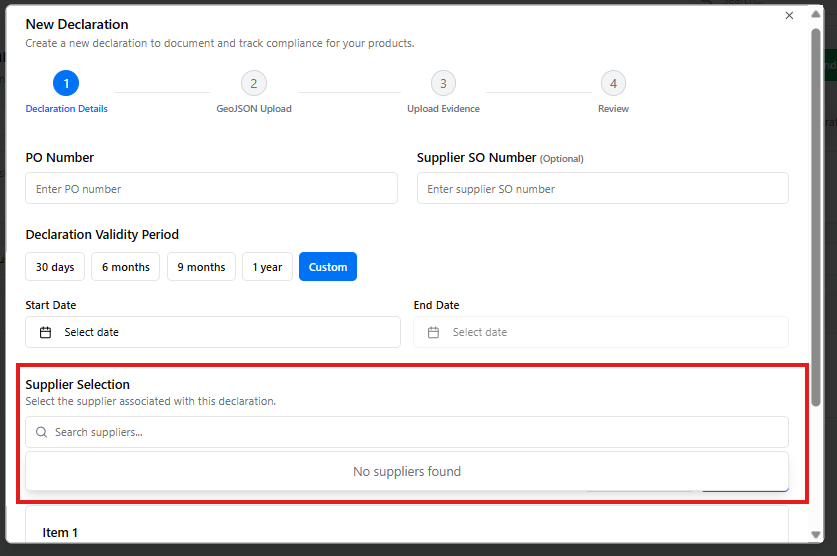 New Declaration
Create a new declaration to document and track compliance for your products.
1 2 3 4
Declaration Details GeoJSON Upload Upload Evidence Review
PO Number Supplier SO Number (Optional)
Enter PO number Enter supplier SO number
Declaration Validity Period
30 days 6 months 9 months 1 year Custom
Start Date End Date
Select date Select date
Supplier Selection
Select the supplier associated with this declaration.
Search suppliers...
No suppliers found
Item 1